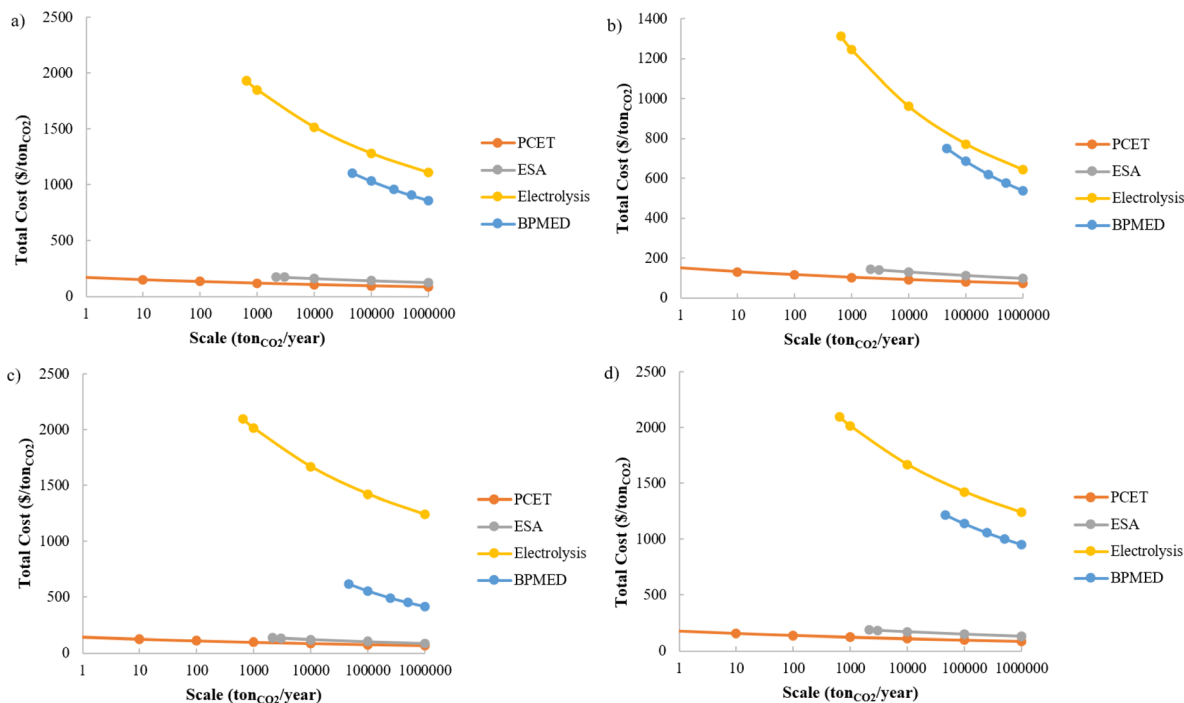 a)
2500
2000
1500
1000
500
0
Total Cost ($/tonCO2)
1 10 100 1000 10000 100000 1000000
Scale (tonCO2/year)
PCET
ESA
Electrolysis
BPMED
b)
1400
1200
1000
800
600
400
200
0
Total Cost ($/tonCO2)
1 10 100 1000 10000 100000 1000000
Scale (tonCO2/year)
PCET
ESA
Electrolysis
BPMED
c)
2500
2000
1500
1000
500
0
Total Cost ($/tonCO2)
1 10 100 1000 10000 100000 1000000
Scale (tonCO2/year)
PCET
ESA
Electrolysis
BPMED
d)
2500
2000
1500
1000
500
0
Total Cost ($/tonCO2)
1 10 100 1000 10000 100000 1000000
Scale (tonCO2/year)
PCET
ESA
Electrolysis
BPMED